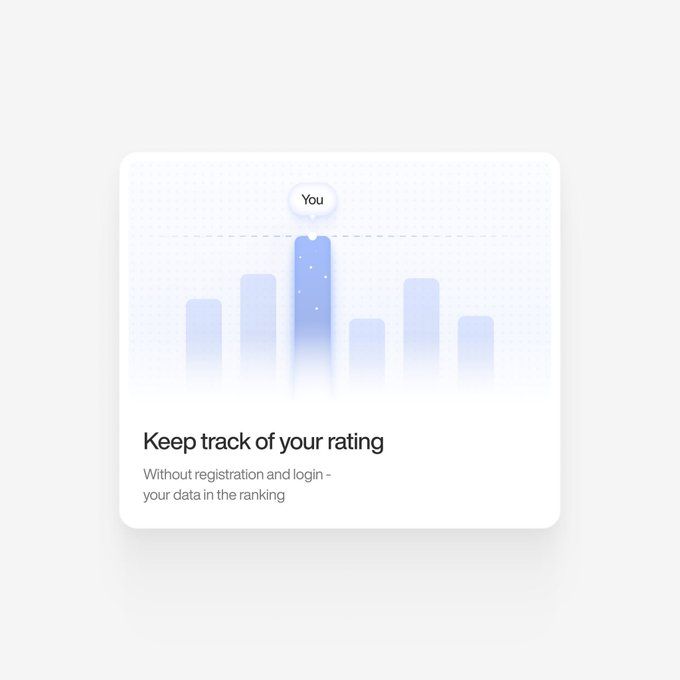 You
Keep track of your rating
Without registration and login -
your data in the ranking